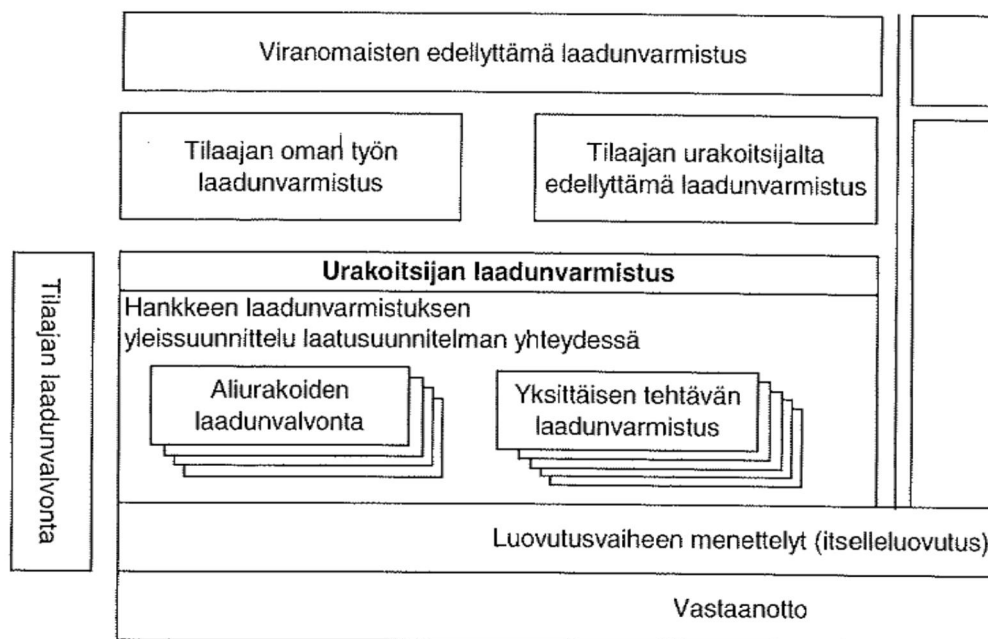 Viranomaisten edellyttämä laadunvarmistus
Tilaajan oman työn
laadunvarmistus
Tilaajan urakoitsijalta
edellyttämä laadunvarmistus
Tilaajan laadunvalvonta
Urakoitsijan laadunvarmistus
Hankkeen laadunvarmistuksen
yleissuunnittelu laatusuunnitelman yhteydessä
Aliurakoiden
laadunvalvonta
Yksittäisen tehtävän
laadunvarmistus
Luovutusvaiheen menettelyt (itselleluovutus)
Vastaanotto